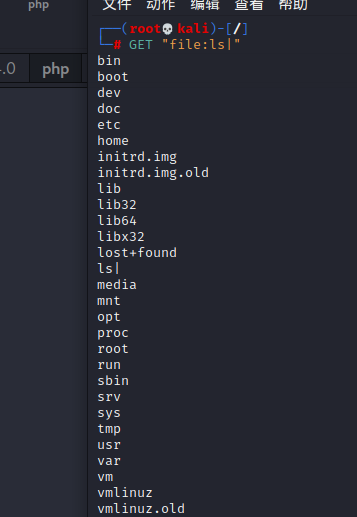 php
文件 动作 编辑 查看 帮助
4.0 php
┌──(root💀kali)-[/]
└─# GET "file:ls|"
bin
boot
dev
doc
etc
home
initrd.img
initrd.img.old
lib
lib32
lib64
libx32
lost+found
ls|
media
mnt
opt
proc
root
run
sbin
srv
sys
tmp
usr
var
vm
vmlinuz
vmlinuz.old